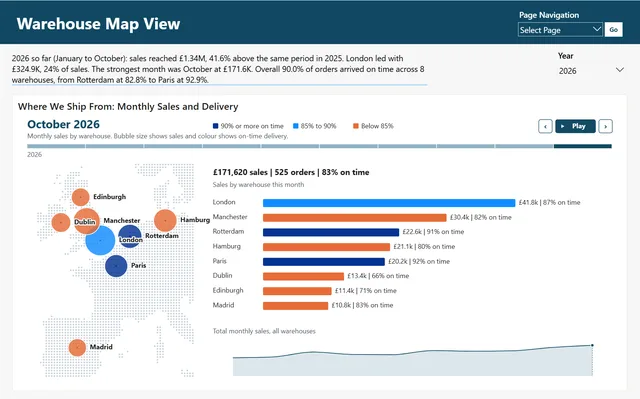 Warehouse Map View
Page Navigation
Select Page
Go
2026 so far (January to October): sales reached £1.34M, 41.6% above the same period in 2025. London led with
£324.9K, 24% of sales. The strongest month was October at £171.6K. Overall 90.0% of orders arrived on time across 8
warehouses, from Rotterdam at 82.8% to Paris at 92.9%.
Year
2026
Where We Ship From: Monthly Sales and Delivery
October 2026
Monthly sales by warehouse. Bubble size shows sales and colour shows on-time delivery.
90% or more on time
85% to 90%
Below 85%
Play
2026
Edinburgh
Dublin
Manchester
Hamburg
London
Rotterdam
Paris
Madrid
£171,620 sales | 525 orders | 83% on time
Sales by warehouse this month
London £41.8k | 87% on time
Manchester £30.4k | 82% on time
Rotterdam £22.6k | 91% on time
Hamburg £21.1k | 80% on time
Paris £20.2k | 92% on time
Dublin £13.4k | 66% on time
Edinburgh £11.4k | 71% on time
Madrid £10.8k | 83% on time
Total monthly sales, all warehouses